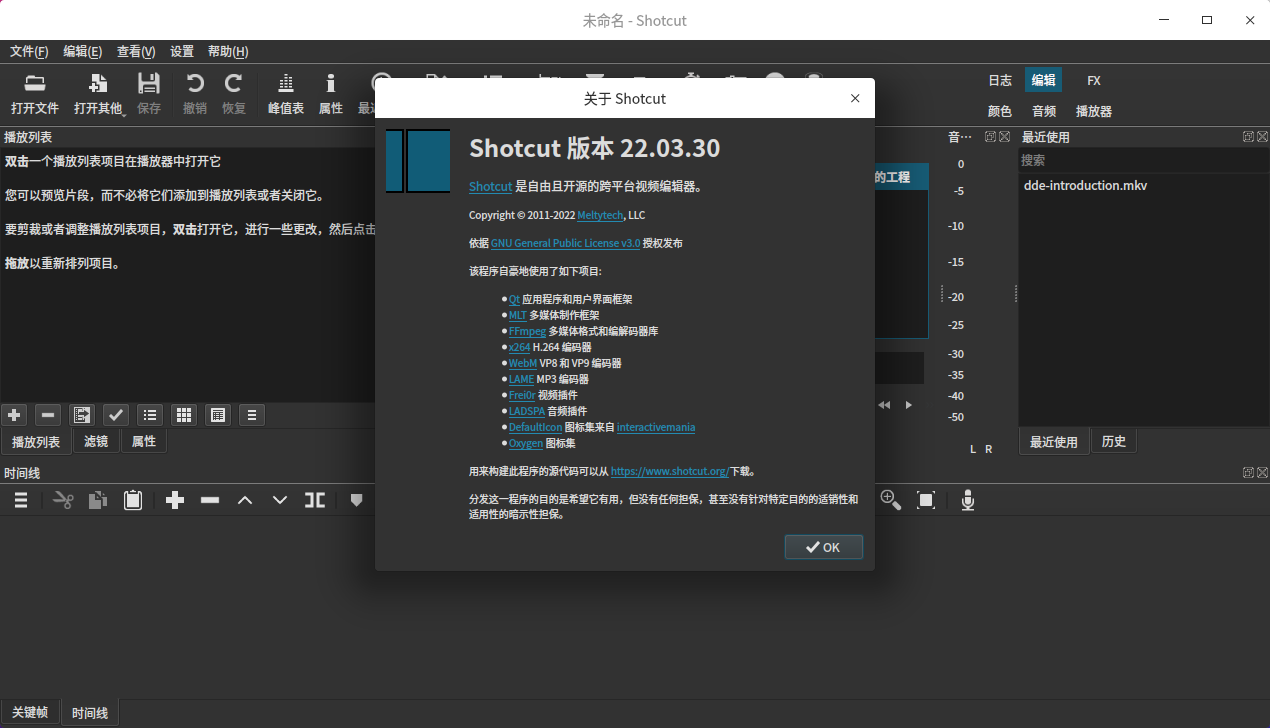 未命名 - Shotcut
文件(F) 编辑(E) 查看(V) 设置 帮助(H)
打开文件 打开其他 保存 撤销 恢复 峰值表 属性
日志 编辑 FX
颜色 音频 播放器
关于 Shotcut
播放列表
双击一个播放列表项目在播放器中打开它
您可以预览片段，而不必将它们添加到播放列表或者关闭它。
要剪裁或者调整播放列表项目，双击打开它，进行一些更改，然后点击
拖放以重新排列项目。
Shotcut 版本 22.03.30
Shotcut 是自由且开源的跨平台视频编辑器。
Copyright © 2011-2022 Meltytech, LLC
依据 GNU General Public License v3.0 授权发布
该程序自豪地使用了如下项目:
Qt 应用程序和用户界面框架
MLT 多媒体制作框架
FFmpeg 多媒体格式和编解码器库
x264 H.264 编码器
WebM VP8 和 VP9 编码器
LAME MP3 编码器
Frei0r 视频插件
LADSPA 音频插件
DefaultIcon 图标集来自 interactivemania
Oxygen 图标集
用来构建此程序的源代码可以从 https://www.shotcut.org/下载。
分发这一程序的目的是希望它有用，但没有任何担保，甚至没有针对特定目的的适销性和
适用性的暗示性担保。
OK
的工程
音…
0
-5
-10
-15
-20
-25
-30
-35
-40
-50
L R
最近使用
搜索
dde-introduction.mkv
最近使用 历史
播放列表 滤镜 属性
时间线
关键帧 时间线